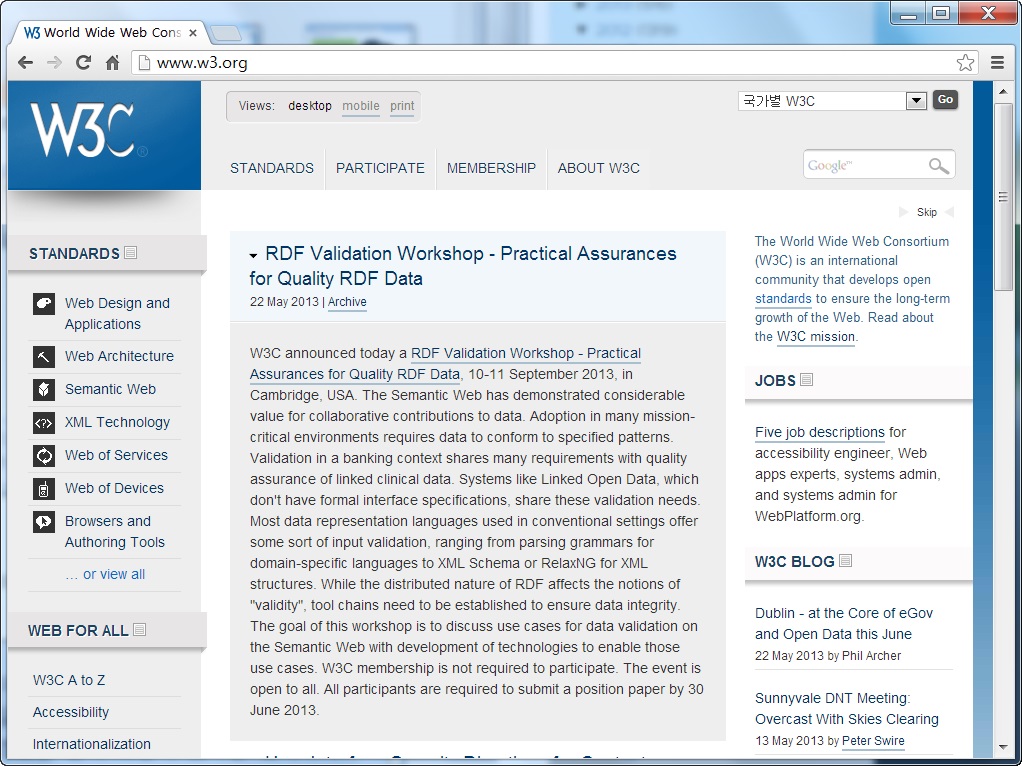 W3 World Wide Web Cons
www.w3.org
W3C®
Views: desktop mobile print
국가별 W3C
Go
STANDARDS PARTICIPATE MEMBERSHIP ABOUT W3C
Google™
Skip
STANDARDS
Web Design and
Applications
Web Architecture
Semantic Web
XML Technology
Web of Services
Web of Devices
Browsers and
Authoring Tools
… or view all
WEB FOR ALL
W3C A to Z
Accessibility
Internationalization
RDF Validation Workshop - Practical Assurances
for Quality RDF Data
22 May 2013 | Archive
W3C announced today a RDF Validation Workshop - Practical
Assurances for Quality RDF Data, 10-11 September 2013, in
Cambridge, USA. The Semantic Web has demonstrated considerable
value for collaborative contributions to data. Adoption in many mission-
critical environments requires data to conform to specified patterns.
Validation in a banking context shares many requirements with quality
assurance of linked clinical data. Systems like Linked Open Data, which
don't have formal interface specifications, share these validation needs.
Most data representation languages used in conventional settings offer
some sort of input validation, ranging from parsing grammars for
domain-specific languages to XML Schema or RelaxNG for XML
structures. While the distributed nature of RDF affects the notions of
"validity", tool chains need to be established to ensure data integrity.
The goal of this workshop is to discuss use cases for data validation on
the Semantic Web with development of technologies to enable those
use cases. W3C membership is not required to participate. The event is
open to all. All participants are required to submit a position paper by 30
June 2013.
The World Wide Web Consortium
(W3C) is an international
community that develops open
standards to ensure the long-term
growth of the Web. Read about
the W3C mission.
JOBS
Five job descriptions for
accessibility engineer, Web
apps experts, systems admin,
and systems admin for
WebPlatform.org.
W3C BLOG
Dublin - at the Core of eGov
and Open Data this June
22 May 2013 by Phil Archer
Sunnyvale DNT Meeting:
Overcast With Skies Clearing
13 May 2013 by Peter Swire